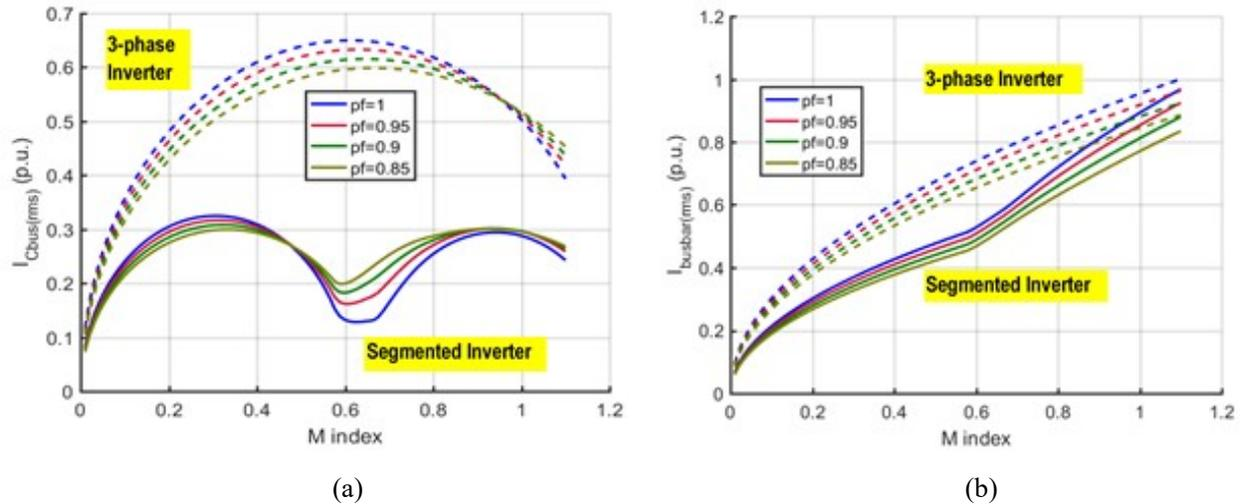 0.7
0.6
0.5
0.4
0.3
0.2
0.1
0
I_Cbus(rms) (p.u.)
3-phase
Inverter
pf=1
pf=0.95
pf=0.9
pf=0.85
Segmented Inverter
0 0.2 0.4 0.6 0.8 1 1.2
M index
(a)
1.2
1
0.8
0.6
0.4
0.2
0
I_busbar(rms) (p.u.)
3-phase Inverter
pf=1
pf=0.95
pf=0.9
pf=0.85
Segmented Inverter
0 0.2 0.4 0.6 0.8 1 1.2
M index
(b)